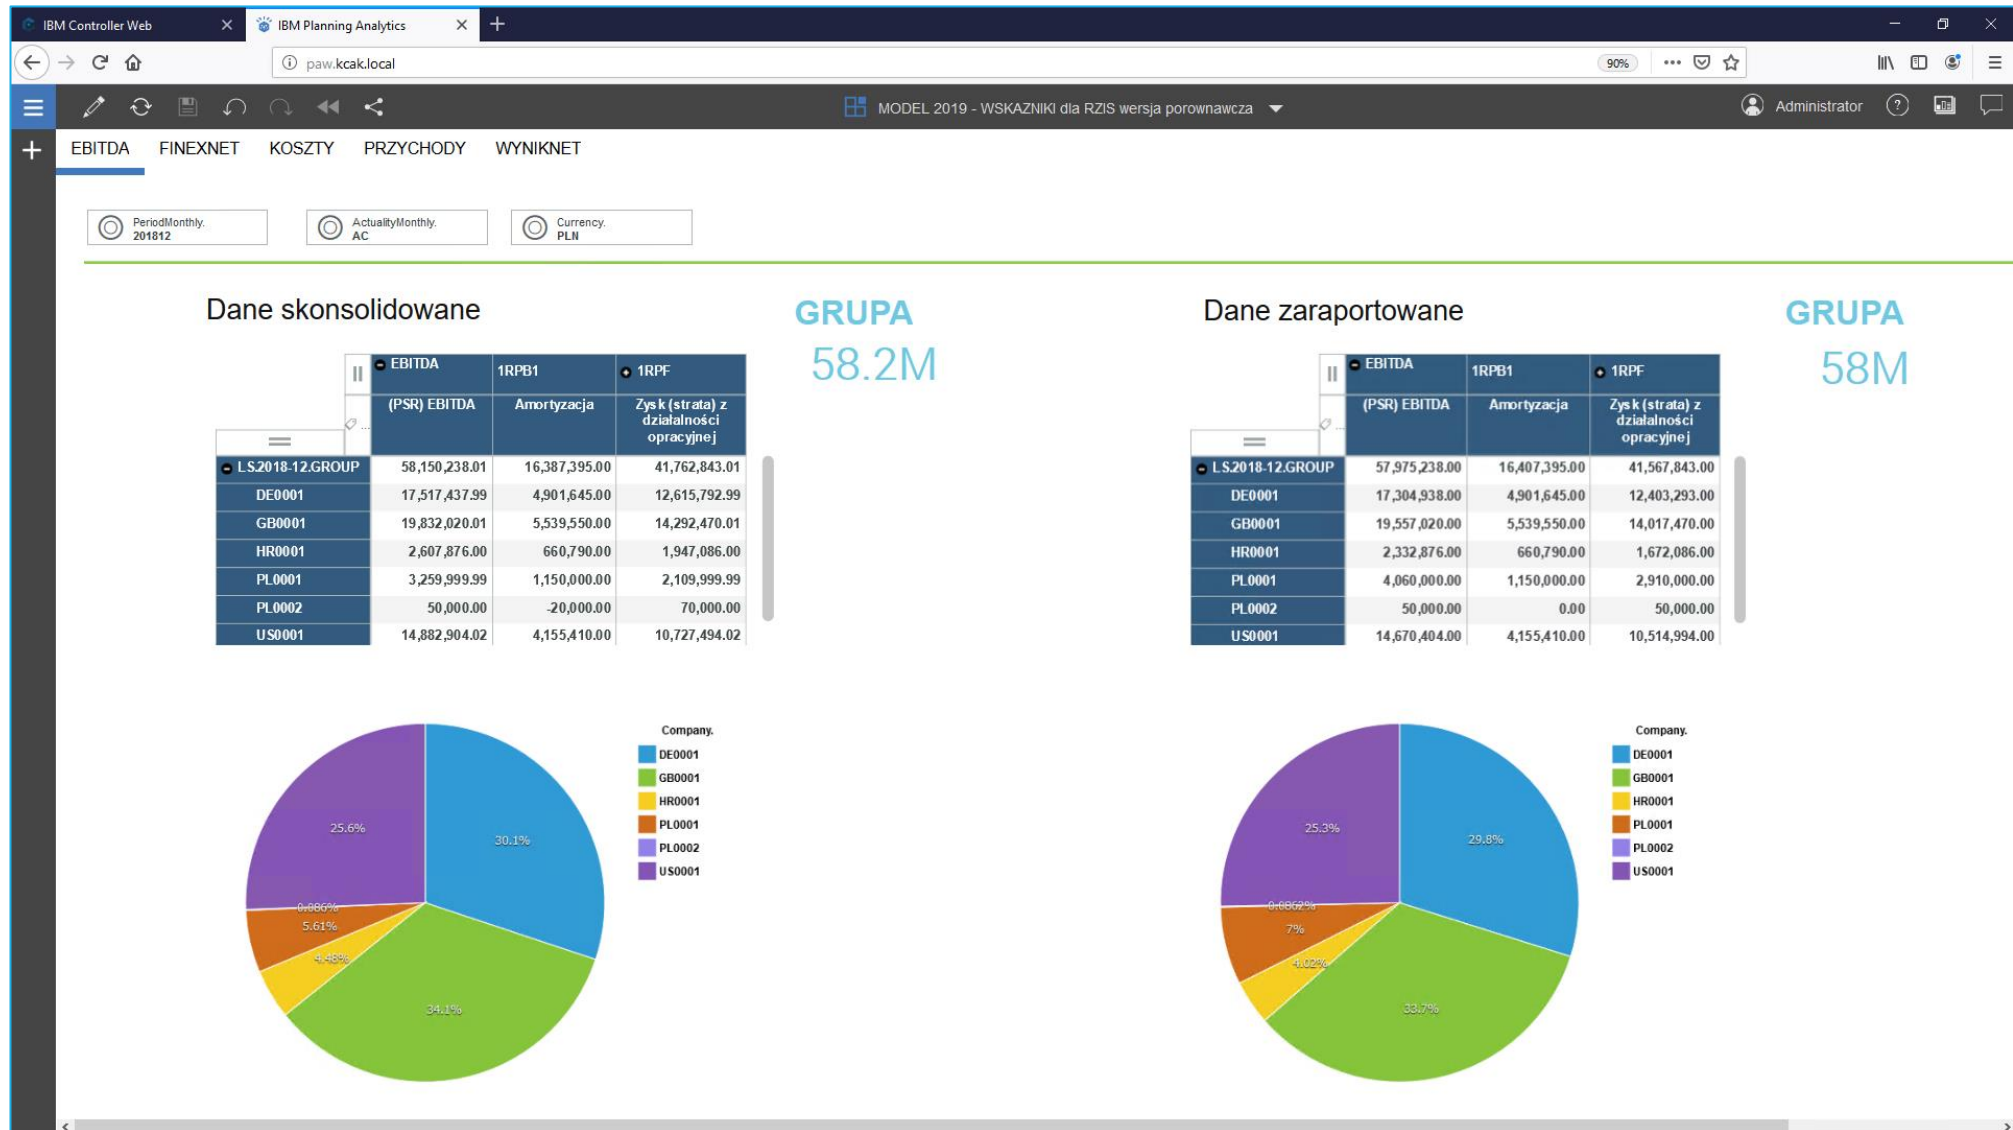 IBM Controller Web
IBM Planning Analytics
paw.kcak.local
90%
MODEL 2019 - WSKAZNIKI dla RZIS wersja porownawcza
Administrator
EBITDA FINEXNET KOSZTY PRZYCHODY WYNIKNET
PeriodMonthly.
201812
ActualityMonthly.
AC
Currency.
PLN
Dane skonsolidowane
GRUPA
58.2M
EBITDA 1RPB1 1RPF
(PSR) EBITDA Amortyzacja Zysk (strata) z
działalności
opracyjnej
LS.2018-12.GROUP 58,150,238.01 16,387,395.00 41,762,843.01
DE0001 17,517,437.99 4,901,645.00 12,615,792.99
GB0001 19,832,020.01 5,539,550.00 14,292,470.01
HR0001 2,607,876.00 660,790.00 1,947,086.00
PL0001 3,259,999.99 1,150,000.00 2,109,999.99
PL0002 50,000.00 -20,000.00 70,000.00
US0001 14,882,904.02 4,155,410.00 10,727,494.02
Company.
DE0001
GB0001
HR0001
PL0001
PL0002
US0001
25.6%
30.1%
0.086%
5.61%
4.48%
34.1%
Dane zaraportowane
GRUPA
58M
EBITDA 1RPB1 1RPF
(PSR) EBITDA Amortyzacja Zysk (strata) z
działalności
opracyjnej
LS.2018-12.GROUP 57,975,238.00 16,407,395.00 41,567,843.00
DE0001 17,304,938.00 4,901,645.00 12,403,293.00
GB0001 19,557,020.00 5,539,550.00 14,017,470.00
HR0001 2,332,876.00 660,790.00 1,672,086.00
PL0001 4,060,000.00 1,150,000.00 2,910,000.00
PL0002 50,000.00 0.00 50,000.00
US0001 14,670,404.00 4,155,410.00 10,514,994.00
Company.
DE0001
GB0001
HR0001
PL0001
PL0002
US0001
25.3%
29.8%
0.0862%
7%
4.02%
33.7%